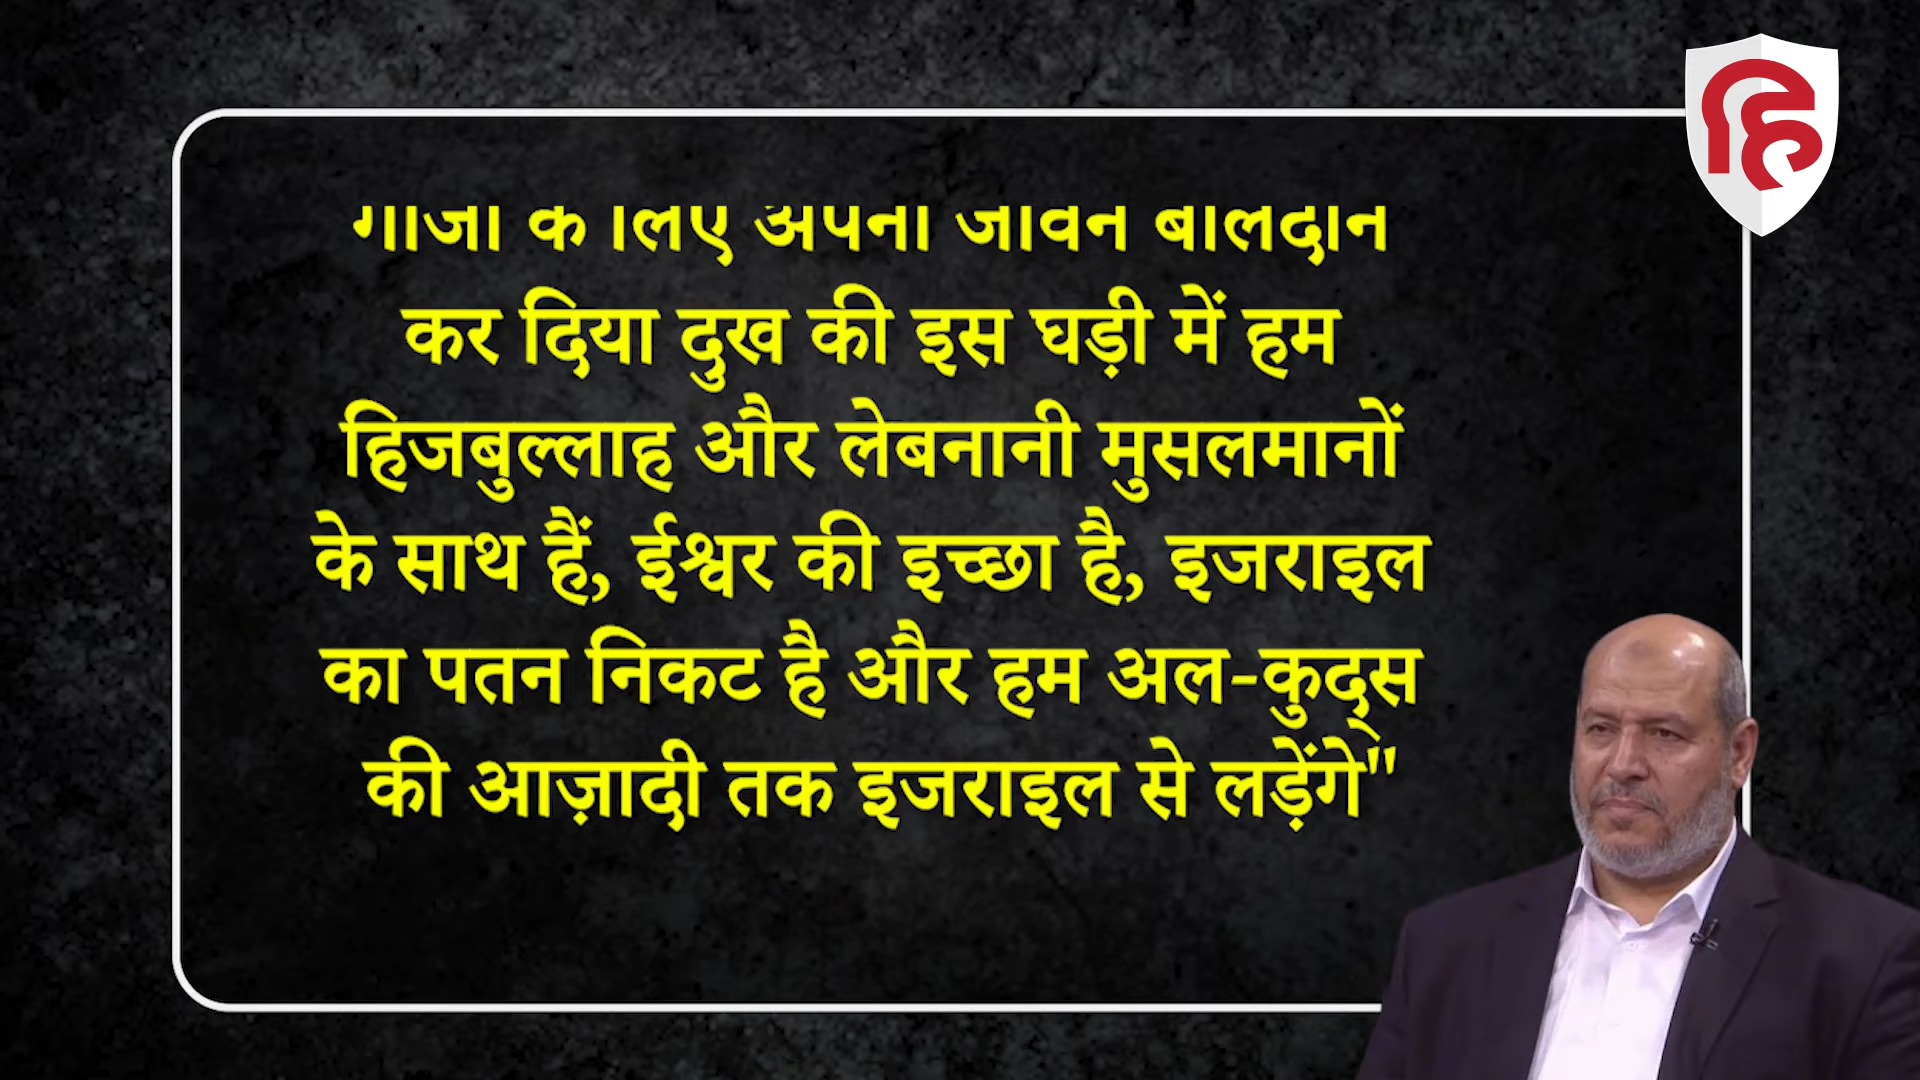 हि
गाजा के लिए अपना जीवन बलिदान
कर दिया दुख की इस घड़ी में हम
हिजबुल्लाह और लेबनानी मुसलमानों
के साथ हैं, ईश्वर की इच्छा है, इजराइल
का पतन निकट है और हम अल-कुद्स
की आज़ादी तक इजराइल से लड़ेंगे"